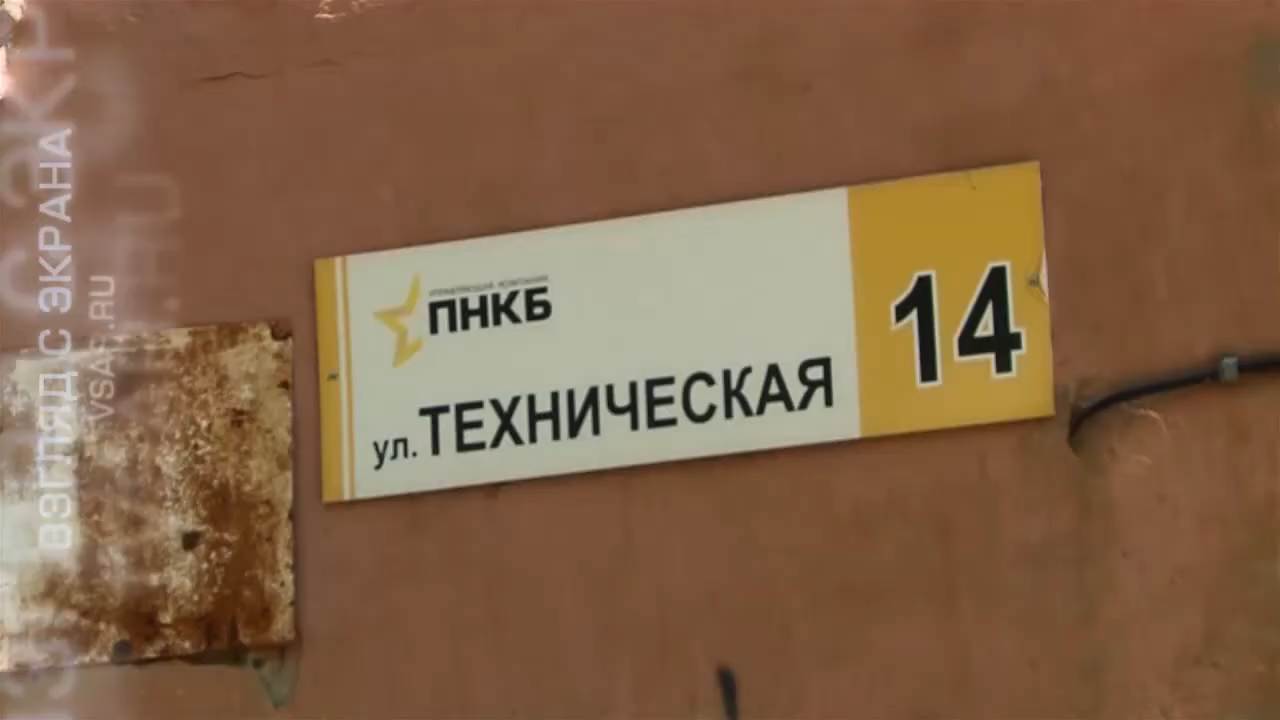 УПРАВЛЯЮЩАЯ КОМПАНИЯ
ПНКБ
ул. ТЕХНИЧЕСКАЯ
14
ВЗГЛЯД С ЭКРАНА